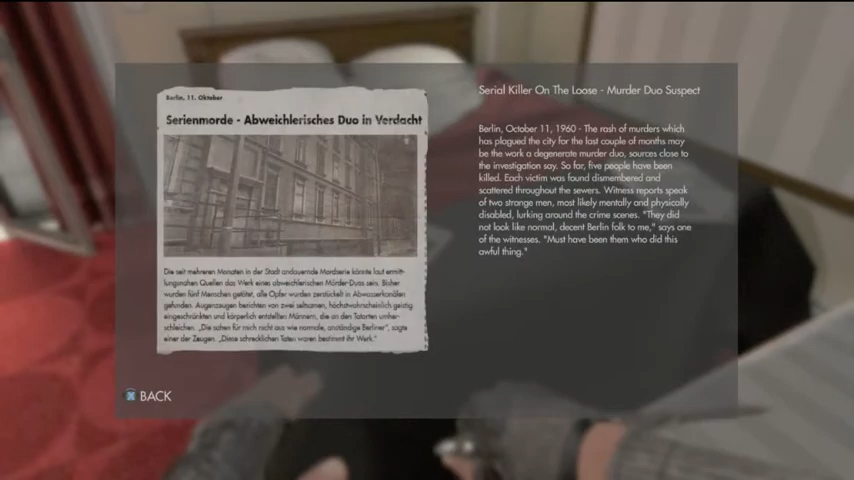 Berlin, 11. Oktober
Serienmorde - Abweichlerisches Duo in Verdacht
Die seit mehreren Monaten in der Stadt andauernde Mordserie könnte laut ermitt-
lungsnahen Quellen das Werk eines abweichlerischen Mörder-Duos sein. Bisher
wurden fünf Menschen getötet, alle Opfer wurden zerstückelt in Abwasserkanälen
gefunden. Augenzeugen berichten von zwei seltsamen, höchstwahrscheinlich geistig
eingeschränkten und körperlich entstellten Männern, die an den Tatorten umher-
schleichen. „Die sahen für mich nicht aus wie normale, anständige Berliner", sagte
einer der Zeugen. „Diese schrecklichen Taten waren bestimmt ihr Werk."
Serial Killer On The Loose - Murder Duo Suspect
Berlin, October 11, 1960 - The rash of murders which
has plagued the city for the last couple of months may
be the work a degenerate murder duo, sources close to
the investigation say. So far, five people have been
killed. Each victim was found dismembered and
scattered throughout the sewers. Witness reports speak
of two strange men, most likely mentally and physically
disabled, lurking around the crime scenes. "They did
not look like normal, decent Berlin folk to me," says one
of the witnesses. "Must have been them who did this
awful thing."
BACK